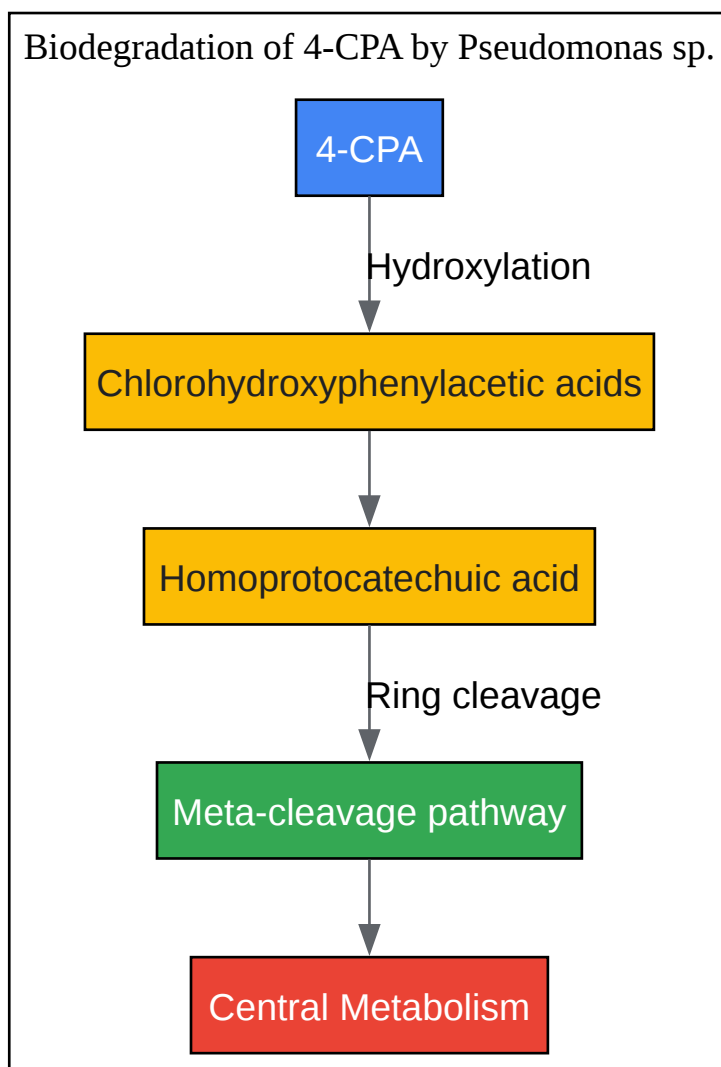 Biodegradation of 4-CPA by Pseudomonas sp.
4-CPA
Hydroxylation
Chlorohydroxyphenylacetic acids
Homoprotocatechuic acid
Ring cleavage
Meta-cleavage pathway
Central Metabolism